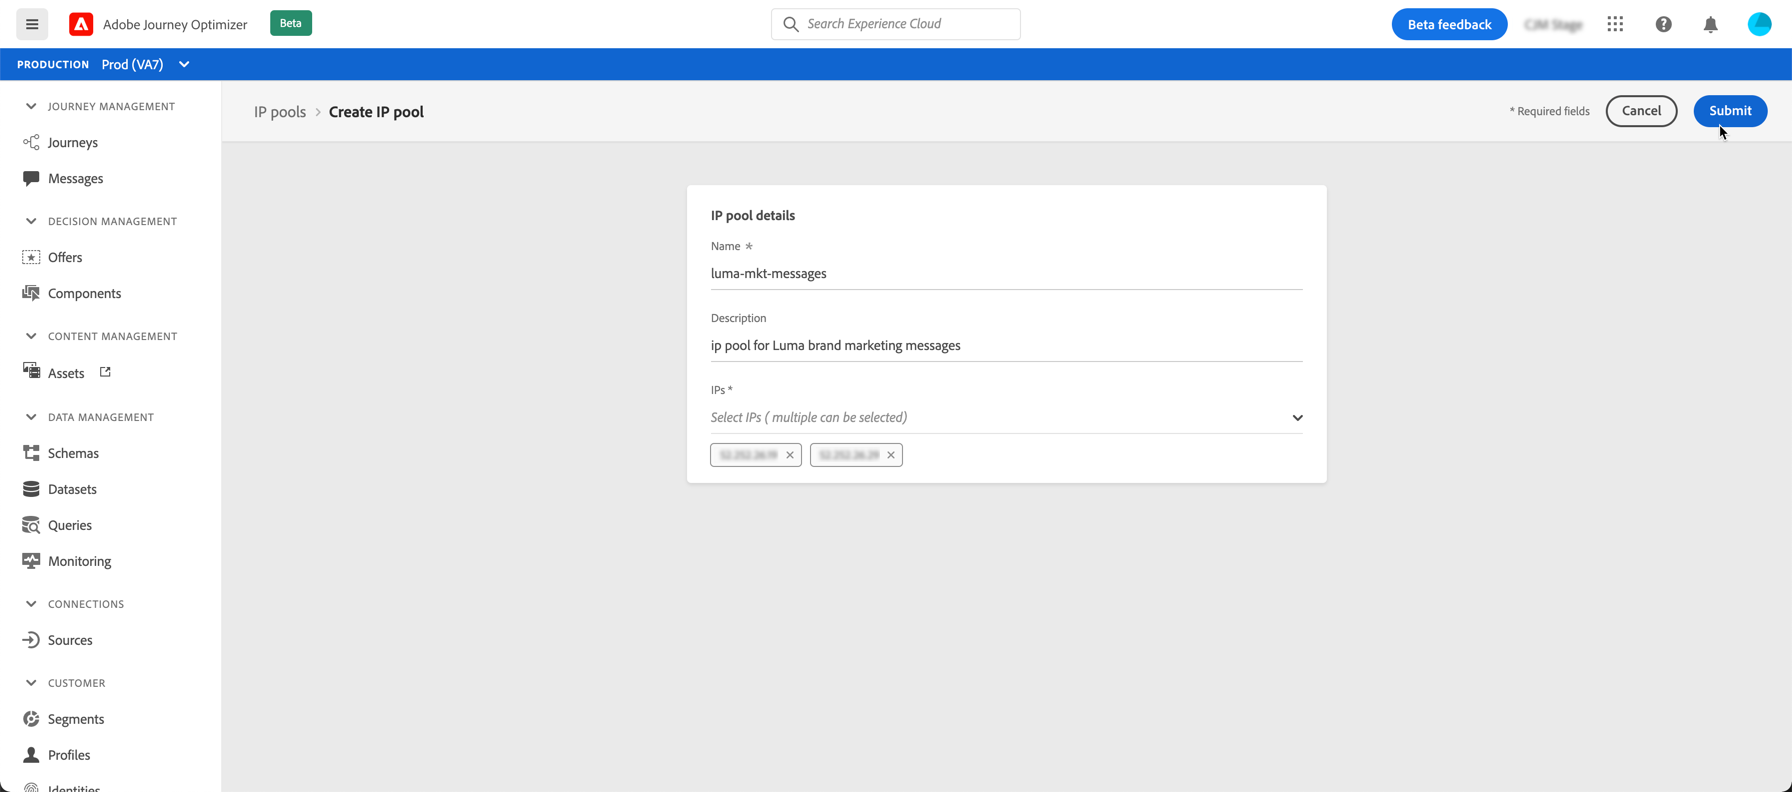 Adobe Journey Optimizer
Beta
Search Experience Cloud
Beta feedback
PRODUCTION Prod (VA7)
JOURNEY MANAGEMENT
Journeys
Messages
DECISION MANAGEMENT
Offers
Components
CONTENT MANAGEMENT
Assets
DATA MANAGEMENT
Schemas
Datasets
Queries
Monitoring
CONNECTIONS
Sources
CUSTOMER
Segments
Profiles
Identities
IP pools > Create IP pool
* Required fields
Cancel
Submit
IP pool details
Name *
luma-mkt-messages
Description
ip pool for Luma brand marketing messages
IPs *
Select IPs ( multiple can be selected)